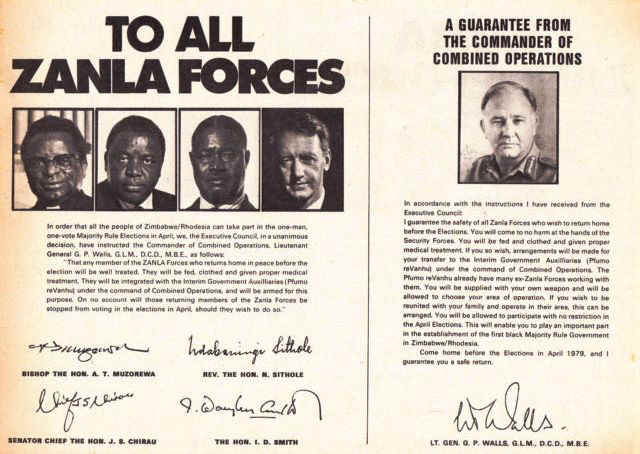 TO ALL
ZANLA FORCES
In order that all the people of Zimbabwe/Rhodesia can take part in the one-man,
one-vote Majority Rule Elections in April, we, the Executive Council, in a unanimous
decision, have instructed the Commander of Combined Operations, Lieutenant
General G. P. Walls, G.L.M., D.C.D., M.B.E., as follows:
"That any member of the ZANLA Forces who returns home in peace before the
election will be well treated. They will be fed, clothed and given proper medical
treatment. They will be integrated with the Interim Government Auxilliaries (Pfumo
reVanhu) under the command of Combined Operations, and will be armed for this
purpose. On no account will those returning members of the Zanla Forces be
stopped from voting in the elections in April, should they wish to do so."
Ndabaningi Sithole
BISHOP THE HON. A. T. MUZOREWA
REV. THE HON. N. SITHOLE
SENATOR CHIEF THE HON. J. S. CHIRAU
THE HON. I. D. SMITH
A GUARANTEE FROM
THE COMMANDER OF
COMBINED OPERATIONS
In accordance with the instructions I have received from the
Executive Council:
I guarantee the safety of all Zanla Forces who wish to return home
before the Elections. You will come to no harm at the hands of the
Security Forces. You will be fed and clothed and given proper
medical treatment. If you so wish, arrangements will be made for
your transfer to the Interim Government Auxilliaries (Pfumo
reVanhu) under the command of Combined Operations. The
Pfumo reVanhu already have many ex-Zanla Forces working with
them. You will be supplied with your own weapon and will be
allowed to choose your area of operation. If you wish to be
reunited with your family and operate in their area, this can be
arranged. You will be allowed to participate with no restriction in
the April Elections. This will enable you to play an important part
in the establishment of the first black Majority Rule Government
in Zimbabwe/Rhodesia.
Come home before the Elections in April 1979, and I
guarantee you a safe return.
LT. GEN. G. P. WALLS, G.L.M., D.C.D., M.B.E.